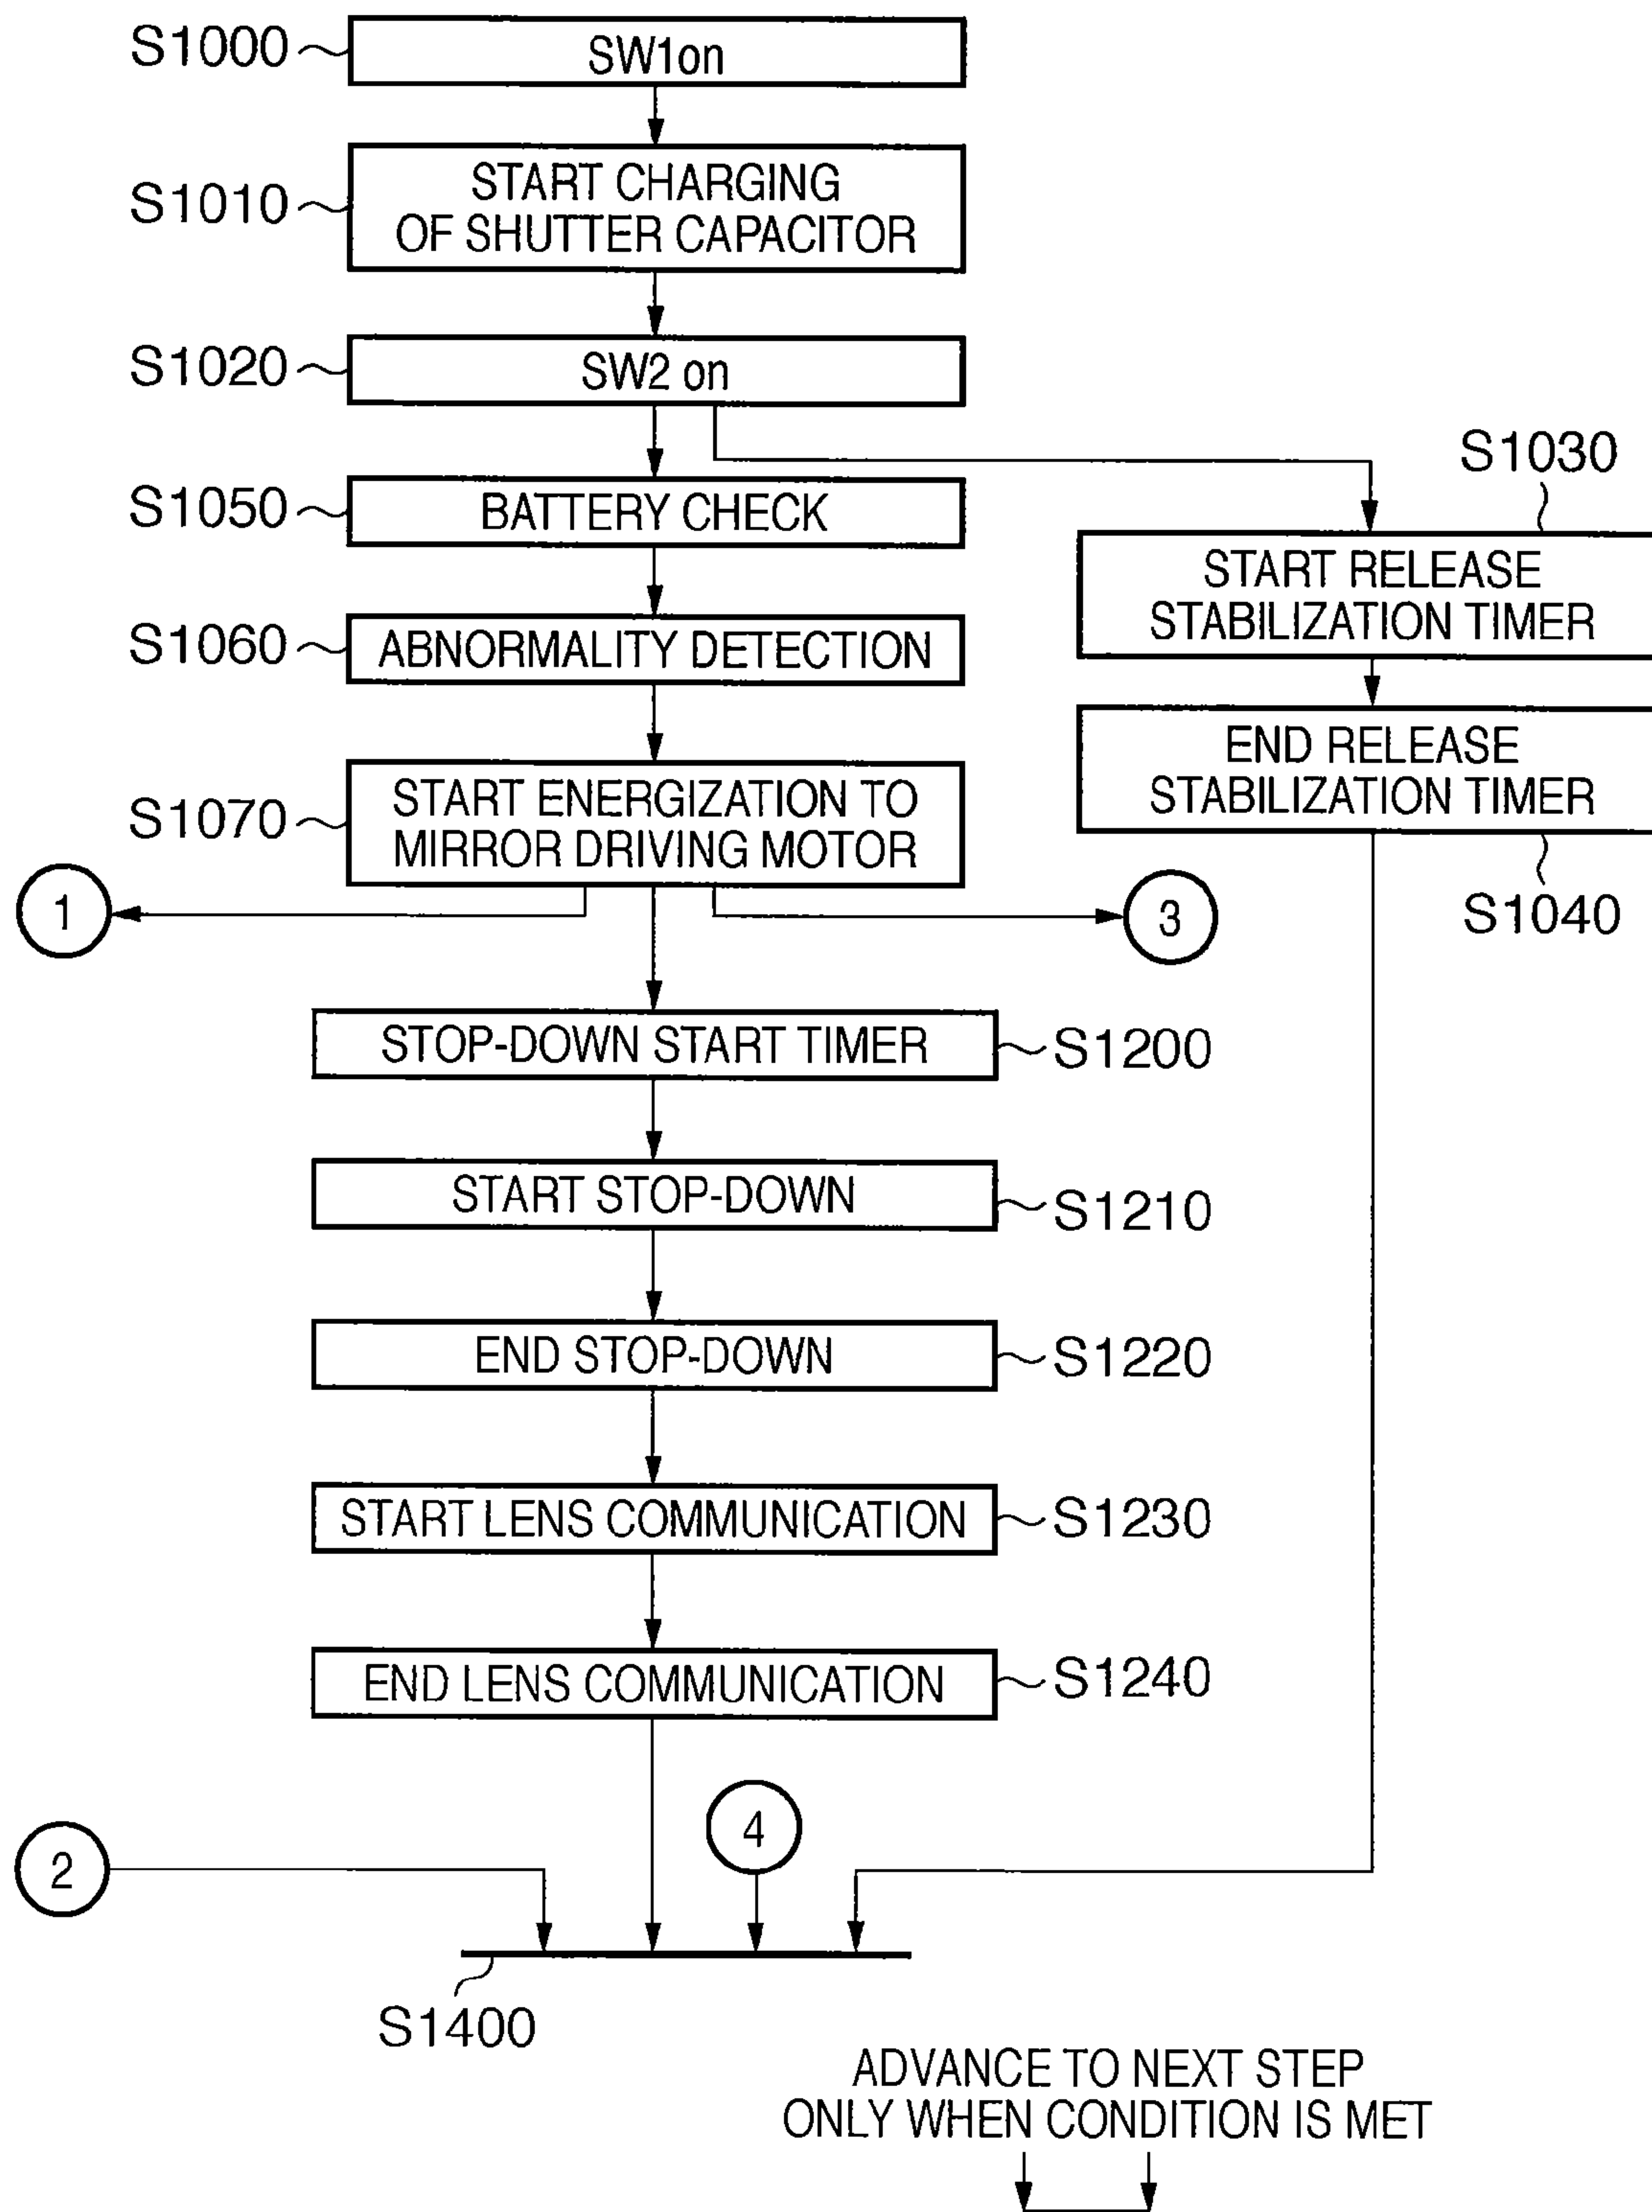 S1000
SW1on
S1010
START CHARGING
OF SHUTTER CAPACITOR
S1020
SW2 on
S1030
S1050
BATTERY CHECK
START RELEASE
STABILIZATION TIMER
S1060
ABNORMALITY DETECTION
END RELEASE
STABILIZATION TIMER
S1070
START ENERGIZATION TO
MIRROR DRIVING MOTOR
1
3
S1040
STOP-DOWN START TIMER
S1200
START STOP-DOWN
S1210
END STOP-DOWN
S1220
START LENS COMMUNICATION
S1230
END LENS COMMUNICATION
S1240
4
2
S1400
ADVANCE TO NEXT STEP
ONLY WHEN CONDITION IS MET